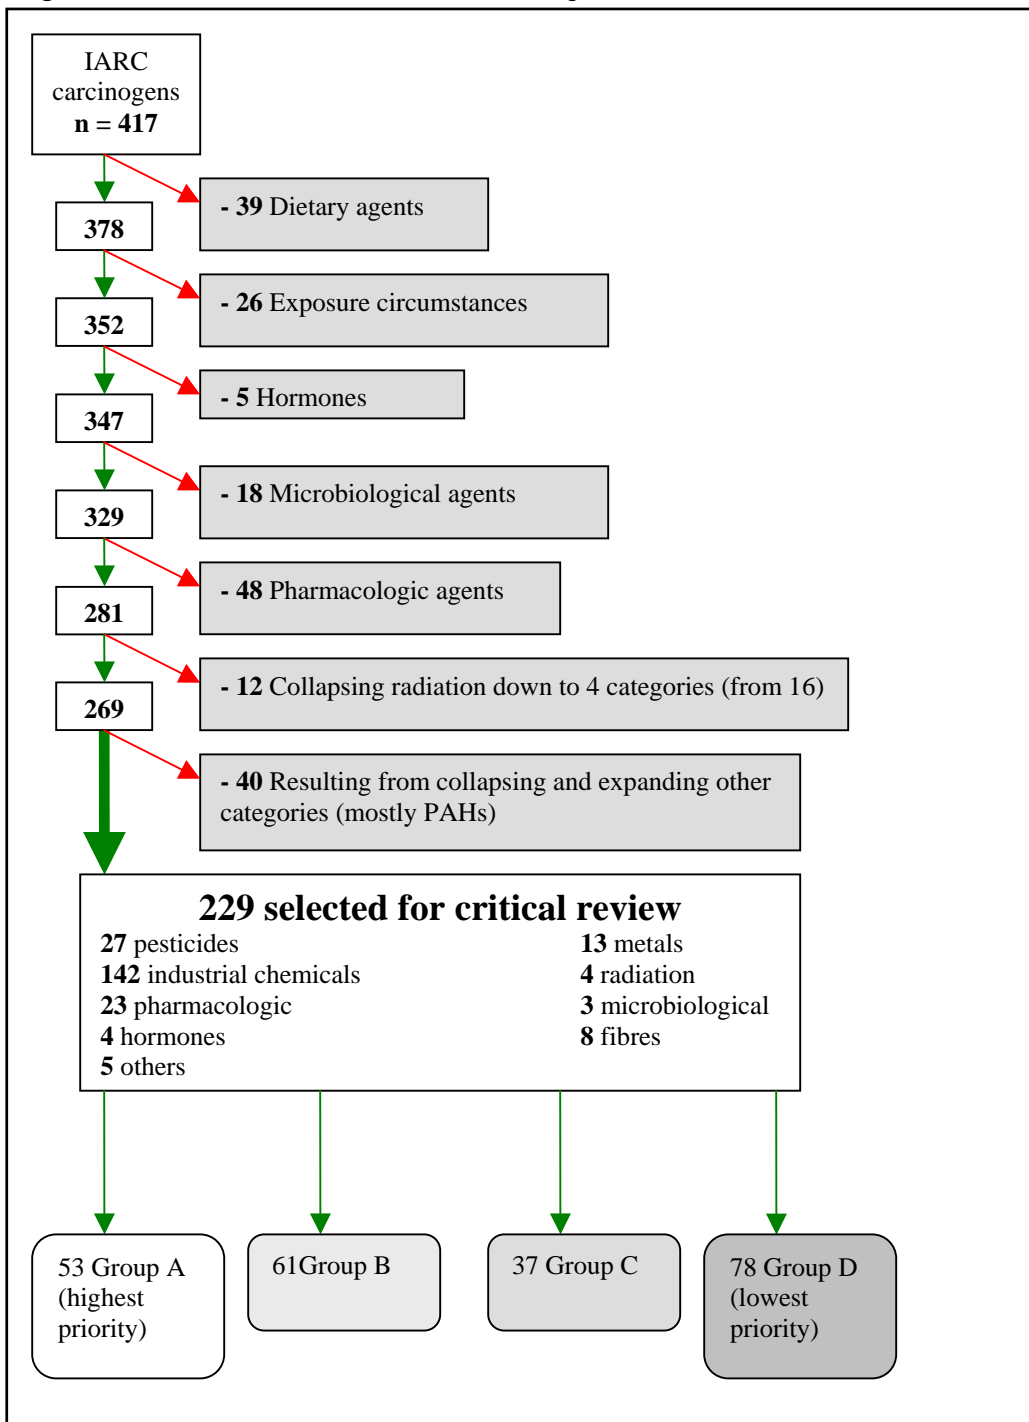 IARC
carcinogens
n = 417
- 39 Dietary agents
378
- 26 Exposure circumstances
352
- 5 Hormones
347
- 18 Microbiological agents
329
- 48 Pharmacologic agents
281
- 12 Collapsing radiation down to 4 categories (from 16)
269
- 40 Resulting from collapsing and expanding other
categories (mostly PAHs)
229 selected for critical review
27 pesticides
142 industrial chemicals
23 pharmacologic
4 hormones
5 others
13 metals
4 radiation
3 microbiological
8 fibres
53 Group A
(highest
priority)
61Group B
37 Group C
78 Group D
(lowest
priority)